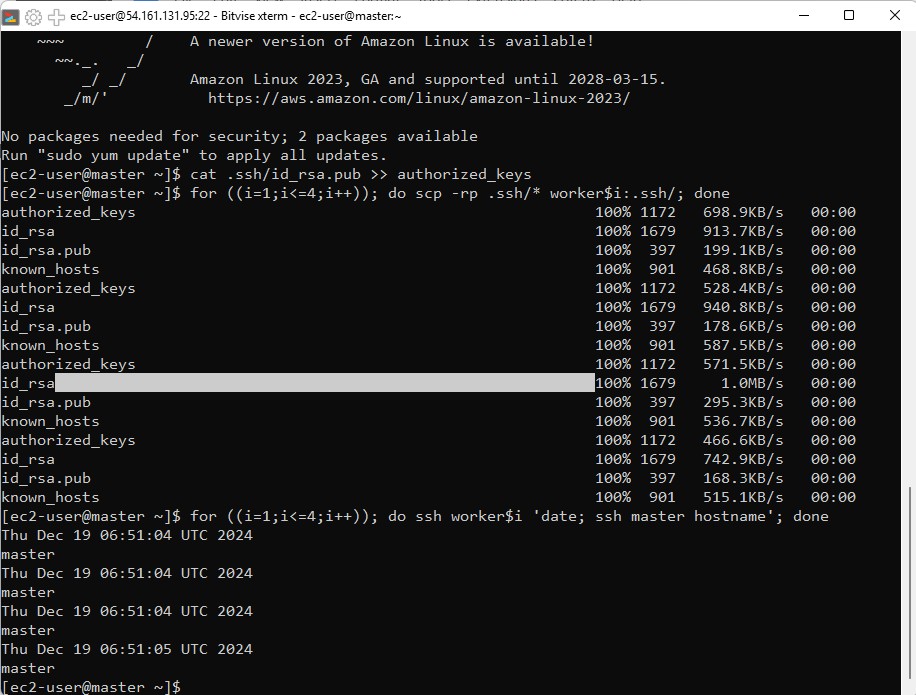 ec2-user@54.161.131.95:22 - Bitvise xterm - ec2-user@master:~
   ~~~         /    A newer version of Amazon Linux is available!
      ~~._.   _/
         _/ _/       Amazon Linux 2023, GA and supported until 2028-03-15.
       _/m/'           https://aws.amazon.com/linux/amazon-linux-2023/
No packages needed for security; 2 packages available
Run "sudo yum update" to apply all updates.
[ec2-user@master ~]$ cat .ssh/id_rsa.pub >> authorized_keys
[ec2-user@master ~]$ for ((i=1;i<=4;i++)); do scp -rp .ssh/* worker$i:.ssh/; done
authorized_keys 100% 1172 698.9KB/s 00:00
id_rsa 100% 1679 913.7KB/s 00:00
id_rsa.pub 100% 397 199.1KB/s 00:00
known_hosts 100% 901 468.8KB/s 00:00
authorized_keys 100% 1172 528.4KB/s 00:00
id_rsa 100% 1679 940.8KB/s 00:00
id_rsa.pub 100% 397 178.6KB/s 00:00
known_hosts 100% 901 587.5KB/s 00:00
authorized_keys 100% 1172 571.5KB/s 00:00
id_rsa 100% 1679 1.0MB/s 00:00
id_rsa.pub 100% 397 295.3KB/s 00:00
known_hosts 100% 901 536.7KB/s 00:00
authorized_keys 100% 1172 466.6KB/s 00:00
id_rsa 100% 1679 742.9KB/s 00:00
id_rsa.pub 100% 397 168.3KB/s 00:00
known_hosts 100% 901 515.1KB/s 00:00
[ec2-user@master ~]$ for ((i=1;i<=4;i++)); do ssh worker$i 'date; ssh master hostname'; done
Thu Dec 19 06:51:04 UTC 2024
master
Thu Dec 19 06:51:04 UTC 2024
master
Thu Dec 19 06:51:04 UTC 2024
master
Thu Dec 19 06:51:05 UTC 2024
master
[ec2-user@master ~]$